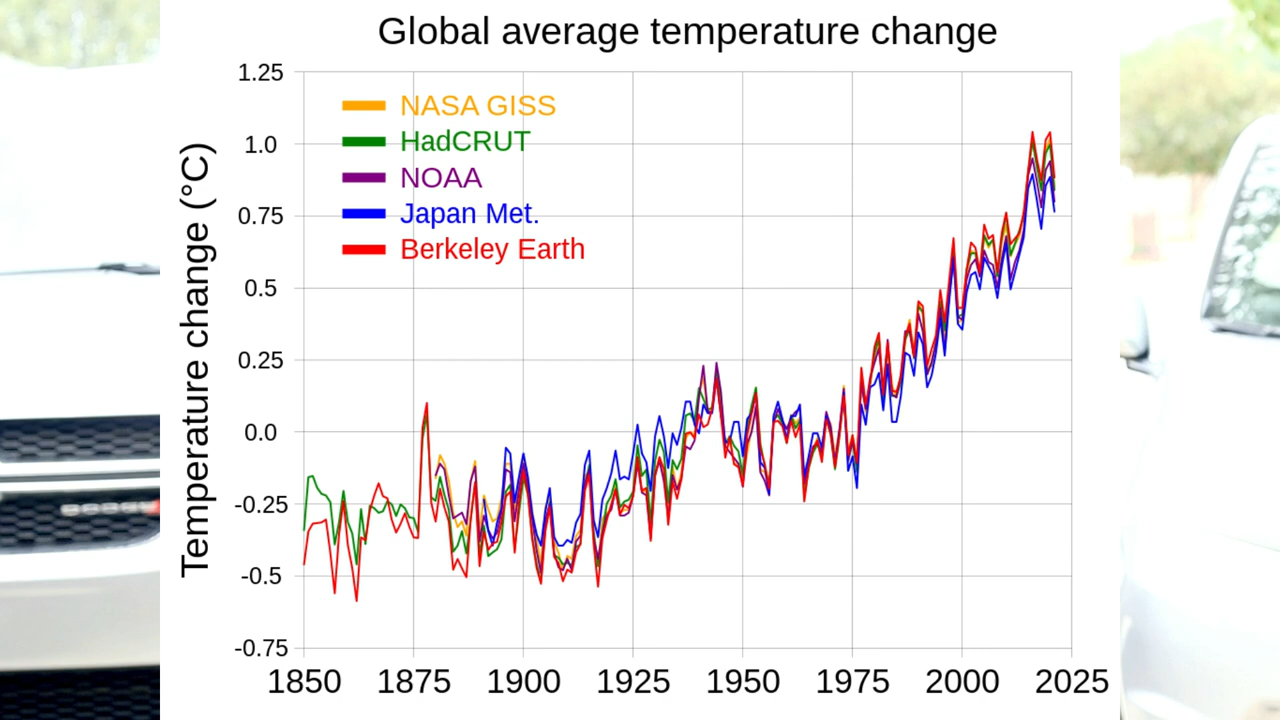 Global average temperature change
Temperature change (°C)
1.25
1.0
0.75
0.5
0.25
0.0
-0.25
-0.5
-0.75
NASA GISS
HadCRUT
NOAA
Japan Met.
Berkeley Earth
1850 1875 1900 1925 1950 1975 2000 2025
DODGE